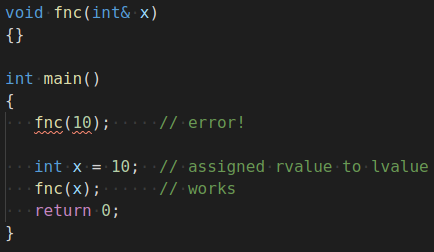 void fnc(int& x)
{}
int main()
{
fnc(10); // error!
int x = 10; // assigned rvalue to lvalue
fnc(x); // works
return 0;
}